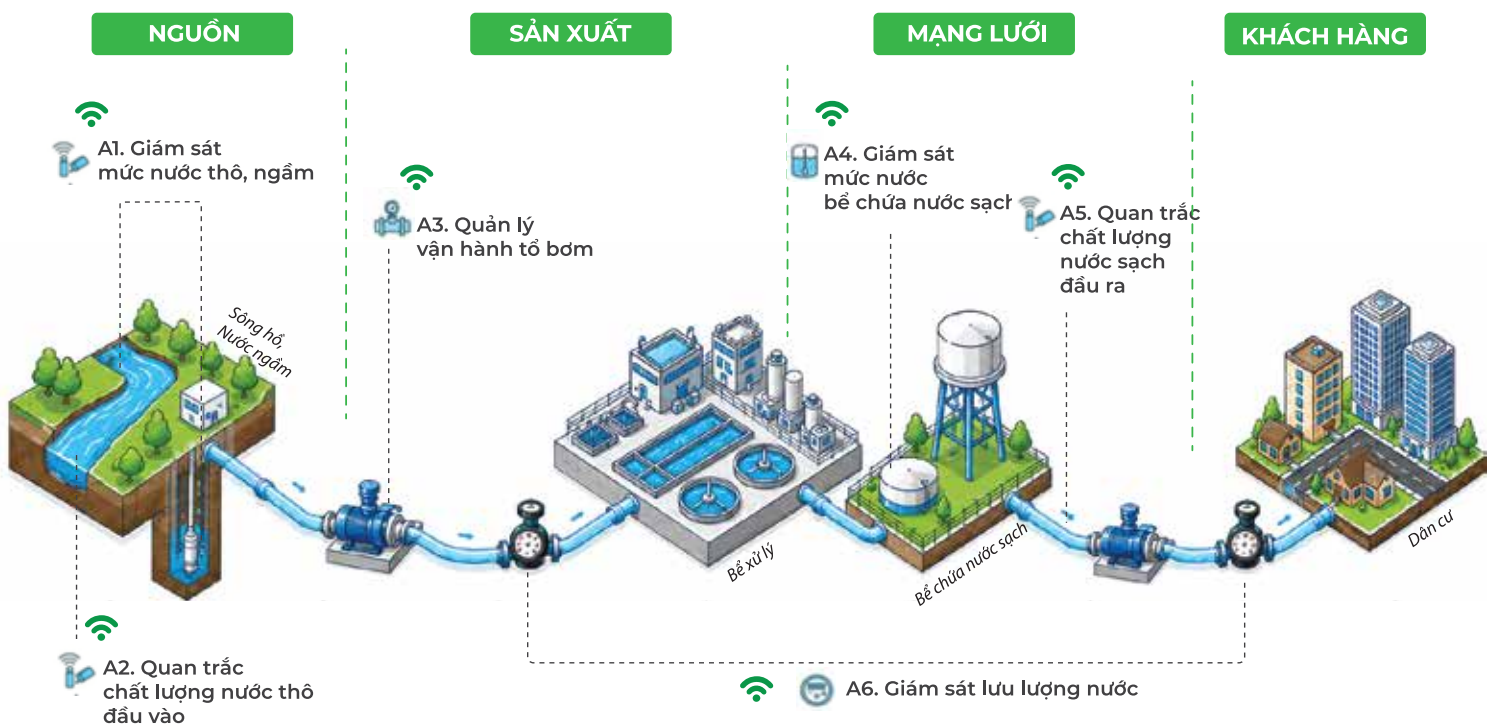 NGUỒN
SẢN XUẤT
MẠNG LƯỚI
KHÁCH HÀNG
A1. Giám sát
mức nước thô, ngầm
A3. Quản lý
vận hành tổ bơm
A4. Giám sát
mức nước
bể chứa nước sạch
A5. Quan trắc
chất lượng
nước sạch
đầu ra
Sông hồ,
Nước ngầm
Bể xử lý
Bể chứa nước sạch
Dân cư
A2. Quan trắc
chất lượng nước thô
đầu vào
A6. Giám sát lưu lượng nước